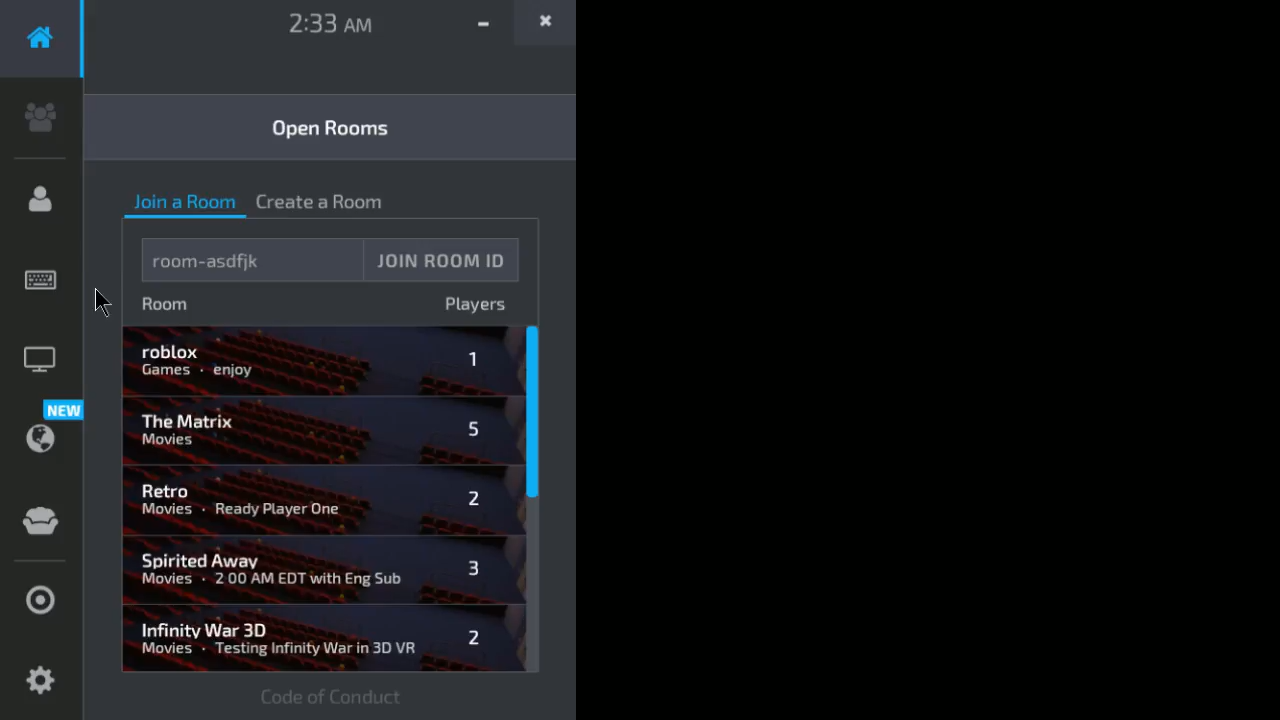 2:33 AM
Open Rooms
Join a Room Create a Room
room-asdfjk JOIN ROOM ID
Room Players
roblox
Games · enjoy
1
The Matrix
Movies
5
NEW
Retro
Movies · Ready Player One
2
Spirited Away
Movies · 2 00 AM EDT with Eng Sub
3
Infinity War 3D
Movies · Testing Infinity War in 3D VR
2
Code of Conduct